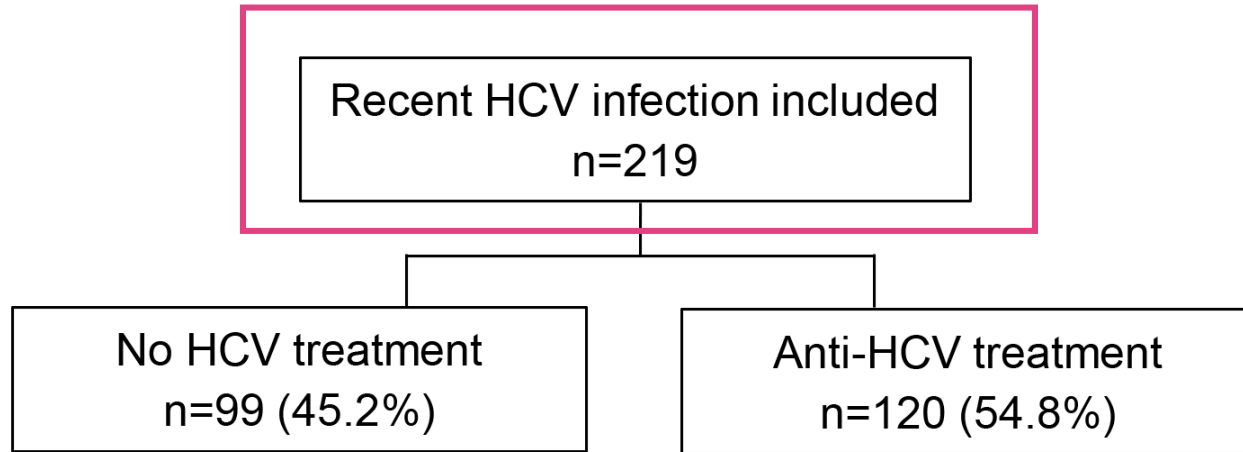 Recent HCV infection included
n=219
No HCV treatment
n=99 (45.2%)
Anti-HCV treatment
n=120 (54.8%)